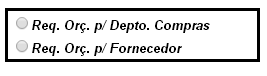 Req. Orç. p/ Depto. Compras
Req. Orç. p/ Fornecedor